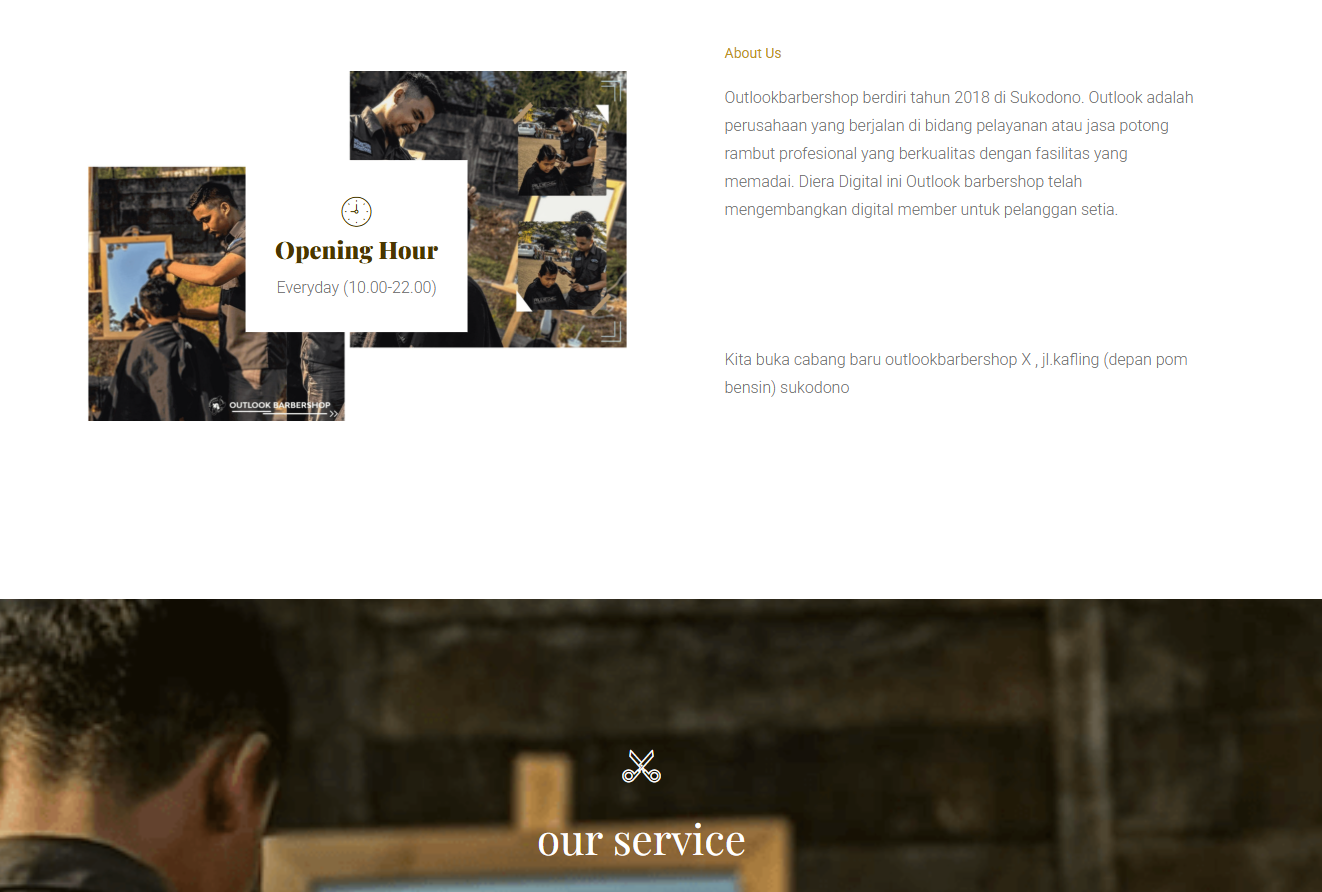 About Us
Outlookbarbershop berdiri tahun 2018 di Sukodono. Outlook adalah
perusahaan yang berjalan di bidang pelayanan atau jasa potong
rambut profesional yang berkualitas dengan fasilitas yang
memadai. Diera Digital ini Outlook barbershop telah
mengembangkan digital member untuk pelanggan setia.
Opening Hour
Everyday (10.00-22.00)
Kita buka cabang baru outlookbarbershop X , jl.kafling (depan pom
bensin) sukodono
OUTLOOK BARBERSHOP
our service